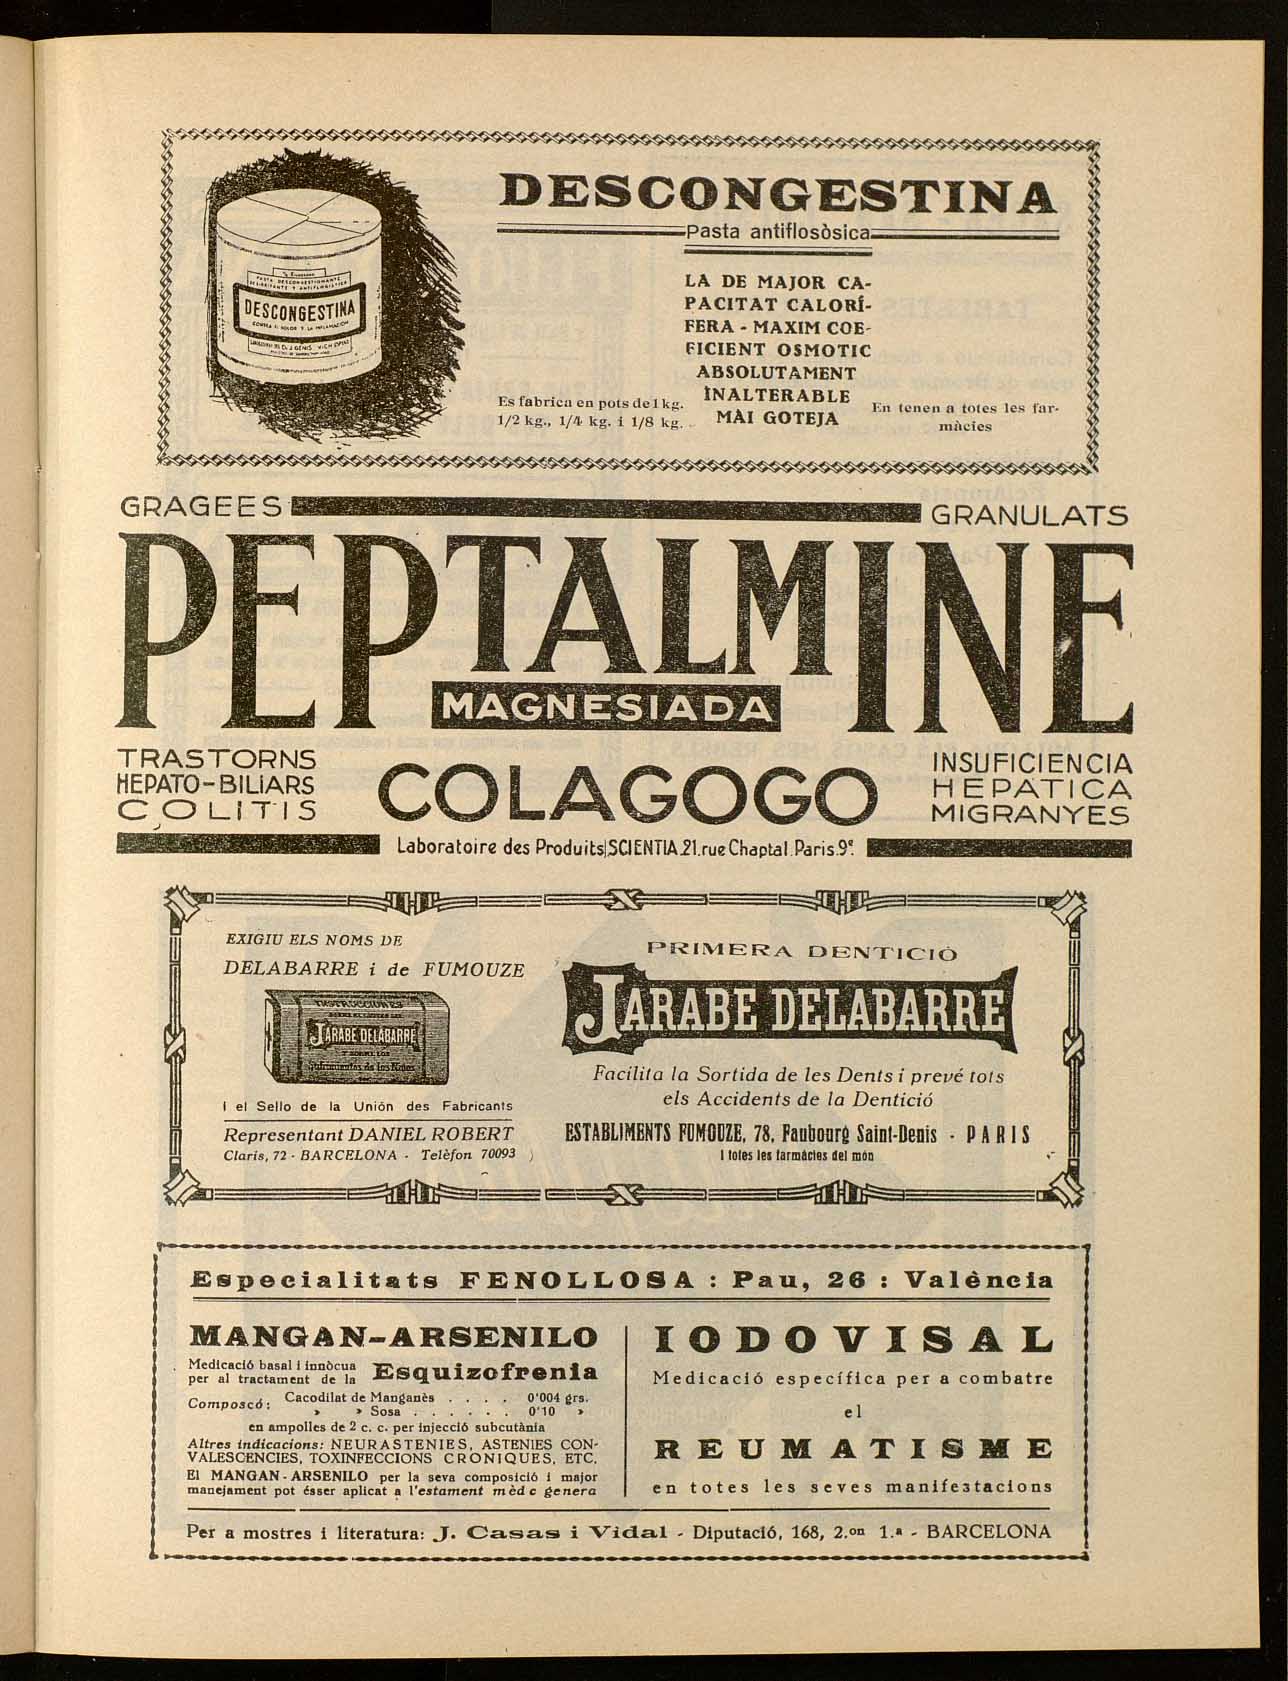 DESCONGESTINA
Pasta antiflosòsica
LA DE MAJOR CA-
PACITAT CALORÍ-
FERA - MAXIM COE-
FICIENT OSMOTIC
ABSOLUTAMENT
INALTERABLE
MÀI GOTEJA
DESCONGESTINA
Es fabrica en pots de 1 kg.
1/2 kg., 1/4 kg. i 1/8 kg.
En tenen a totes les far-
màcies
GRAGEES
GRANULATS
PEPTALMINE
MAGNESIADA
TRASTORNS
HEPATO-BILIARS
COLITIS
COLAGOGO
INSUFICIENCIA
HEPATICA
MIGRANYES
Laboratoire des Produits SCIENTIA.21.rue Chaptal.Paris.9e.
EXIGIU ELS NOMS DE
DELABARRE i de FUMOUZE
INSTRUCCIONES
JARABE DELABARRE
I el Sello de la Unión des Fabricants
Representant DANIEL ROBERT
Claris, 72 - BARCELONA - Telèfon 70093
PRIMERA DENTICIÓ
JARABE DELABARRE
Facilita la Sortida de les Dents i prevé tots
els Accidents de la Dentició
ESTABLIMENTS FUMOUZE, 78, Faubourg Saint-Denis - PARIS
I totes les farmàcies del món
Especialitats FENOLLOSA : Pau, 26 : València
MANGAN-ARSENILO
Medicació basal i innòcua
per al tractament de la Esquizofrenia
Composcó: Cacodilat de Manganès . . . . 0'004 grs.
» » Sosa . . . . . . 0'10 »
en ampolles de 2 c. c. per injecció subcutània
Altres indicacions: NEURASTENIES, ASTENIES CON-
VALESCENCIES, TOXINFECCIONS CRONIQUES, ETC.
El MANGAN-ARSENILO per la seva composició i major
manejament pot ésser aplicat a l'estament mèd c genera
IODOVISAL
Medicació específica per a combatre
el
REUMATISME
en totes les seves manifestacions
Per a mostres i literatura: J. Casas i Vidal - Diputació, 168, 2.on 1.a - BARCELONA